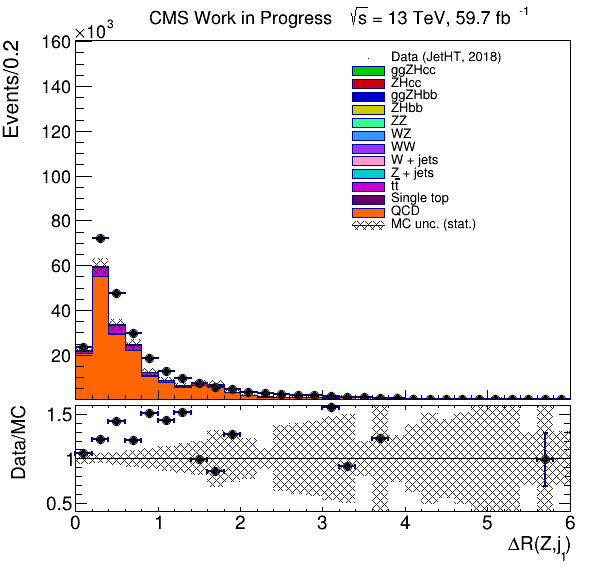 CMS Work in Progress √s = 13 TeV, 59.7 fb⁻¹
×10³
Events/0.2
160
140
120
100
80
60
40
20
Data (JetHT, 2018)
ggZHcc
ZHcc
ggZHbb
ZHbb
ZZ
WZ
WW
W + jets
Z + jets
tt̄
Single top
QCD
MC unc. (stat.)
Data/MC
1.5
1
0.5
0 1 2 3 4 5 6
ΔR(Z,j₁)